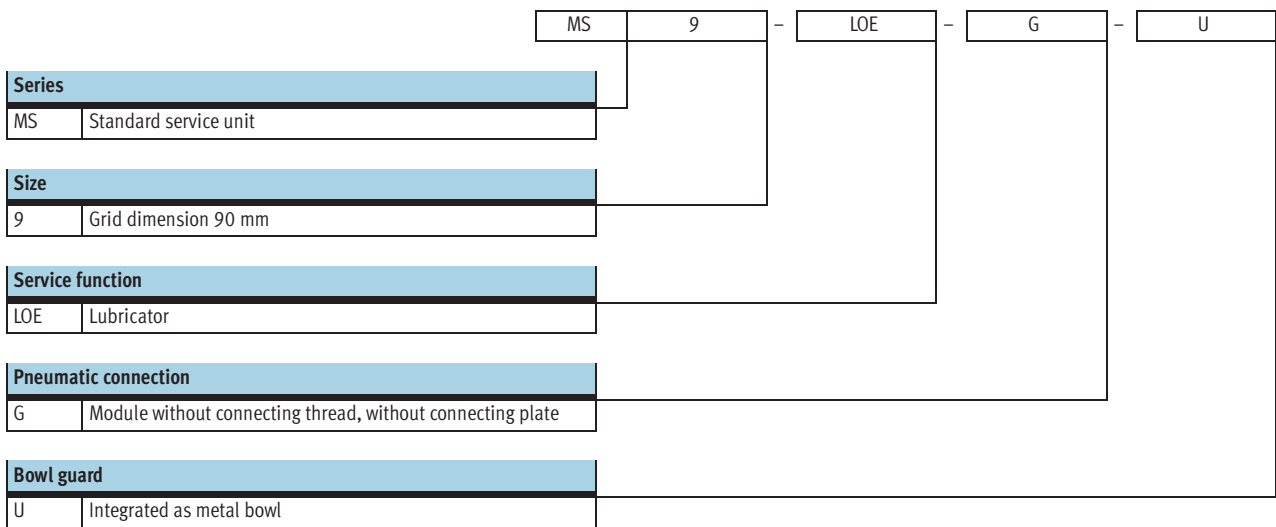 MS 9 – LOE – G – U
Series
MS Standard service unit
Size
9 Grid dimension 90 mm
Service function
LOE Lubricator
Pneumatic connection
G Module without connecting thread, without connecting plate
Bowl guard
U Integrated as metal bowl